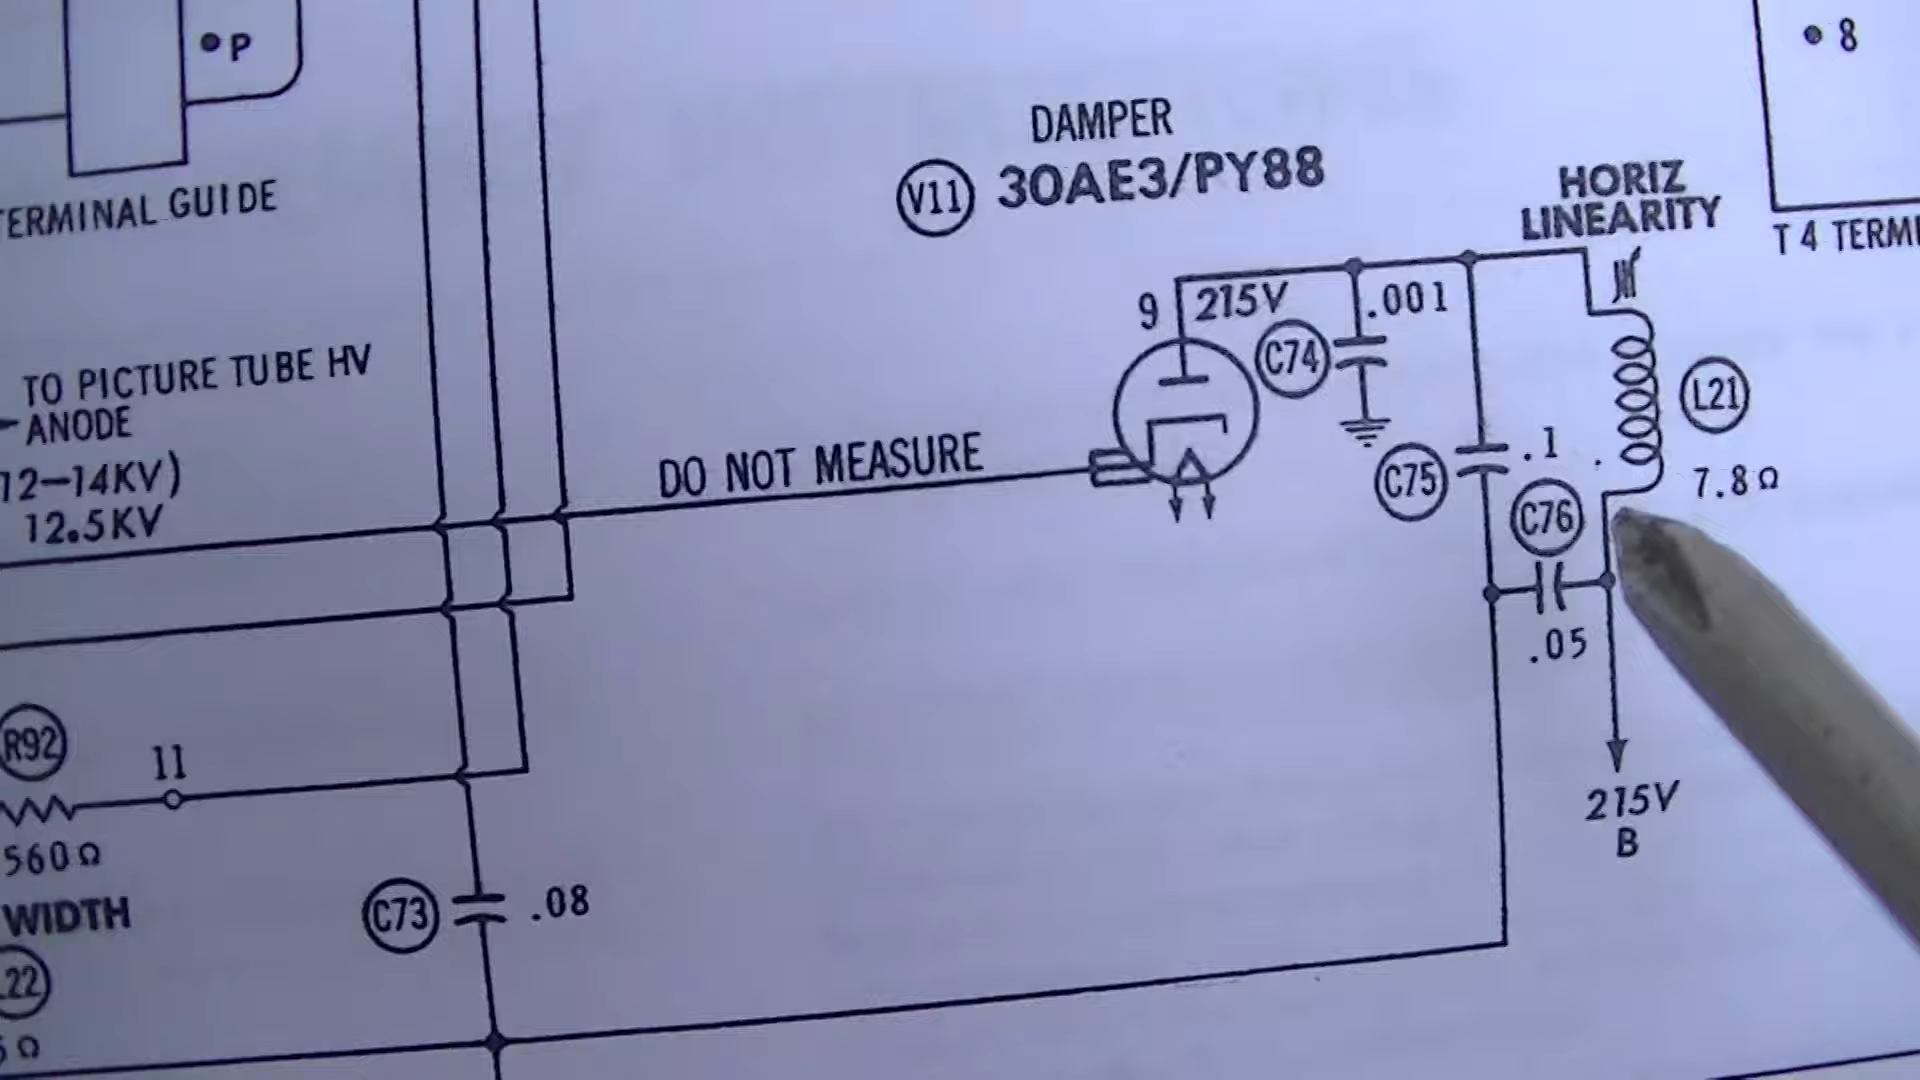 P
8
DAMPER
V11 30AE3/PY88
TERMINAL GUIDE
HORIZ
LINEARITY
T 4 TERMI
9 215V
.001
C74
TO PICTURE TUBE HV
ANODE
12-14KV)
12.5KV
DO NOT MEASURE
L21
7.8Ω
C75
.1
C76
.05
R92
11
560Ω
215V
B
WIDTH
C73
.08
22
Ω